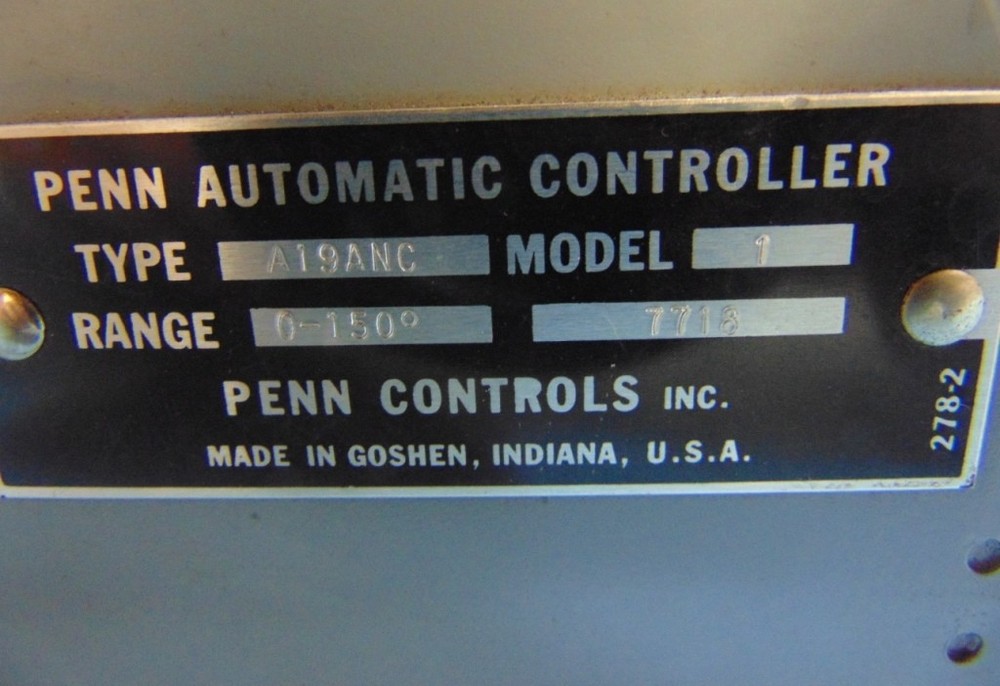 PENN AUTOMATIC CONTROLLER
TYPE A19ANC MODEL 1
RANGE 0-150° 7718
PENN CONTROLS INC.
MADE IN GOSHEN, INDIANA, U.S.A.
278-2